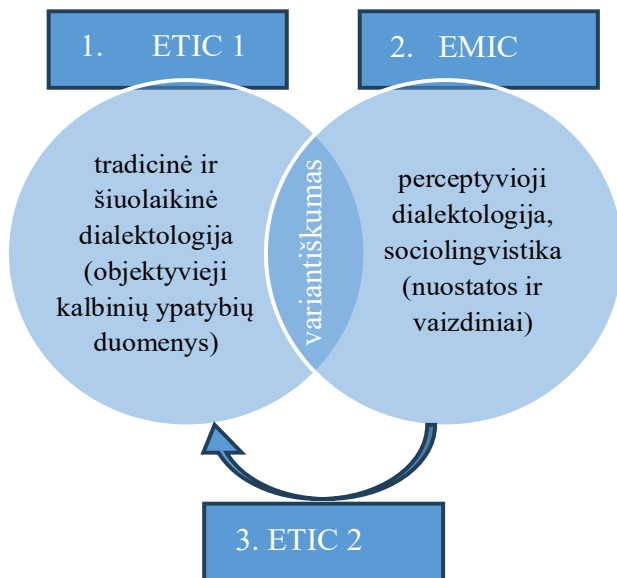 1. ETIC 1
2. EMIC
tradicinė ir
šiuolaikinė
dialektologija
(objektyvieji
kalbinių ypatybių
duomenys)
variantiškumas
perceptyvioji
dialektologija,
sociolingvistika
(nuostatos ir
vaizdiniai)
3. ETIC 2